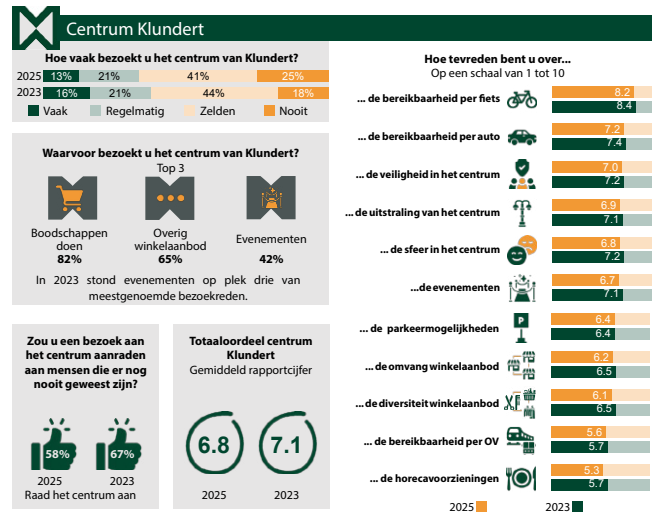 Centrum Klundert
Hoe vaak bezoekt u het centrum van Klundert?
2025 13% 21% 41% 25%
2023 16% 21% 44% 18%
Vaak Regelmatig Zelden Nooit
Waarvoor bezoekt u het centrum van Klundert?
Top 3
Boodschappen
doen
82%
Overig
winkelaanbod
65%
Evenementen
42%
In 2023 stond evenementen op plek drie van
meestgenoemde bezoekreden.
Zou u een bezoek aan
het centrum aanraden
aan mensen die er nog
nooit geweest zijn?
58% 67%
2025 2023
Raad het centrum aan
Totaaloordeel centrum
Klundert
Gemiddeld rapportcijfer
6.8 7.1
2025 2023
Hoe tevreden bent u over...
Op een schaal van 1 tot 10
... de bereikbaarheid per fiets
8.2
8.4
... de bereikbaarheid per auto
7.2
7.4
...de veiligheid in het centrum
7.0
7.2
...de uitstraling van het centrum
6.9
7.1
... de sfeer in het centrum
6.8
7.2
...de evenementen
6.7
7.1
P
... de parkeermogelijkheden
6.4
6.4
...de omvang winkelaanbod
6.2
6.5
...de diversiteit winkelaanbod
6.1
6.5
... de bereikbaarheid per OV
5.6
5.7
... de horecavoorzieningen
5.3
5.7
2025 2023